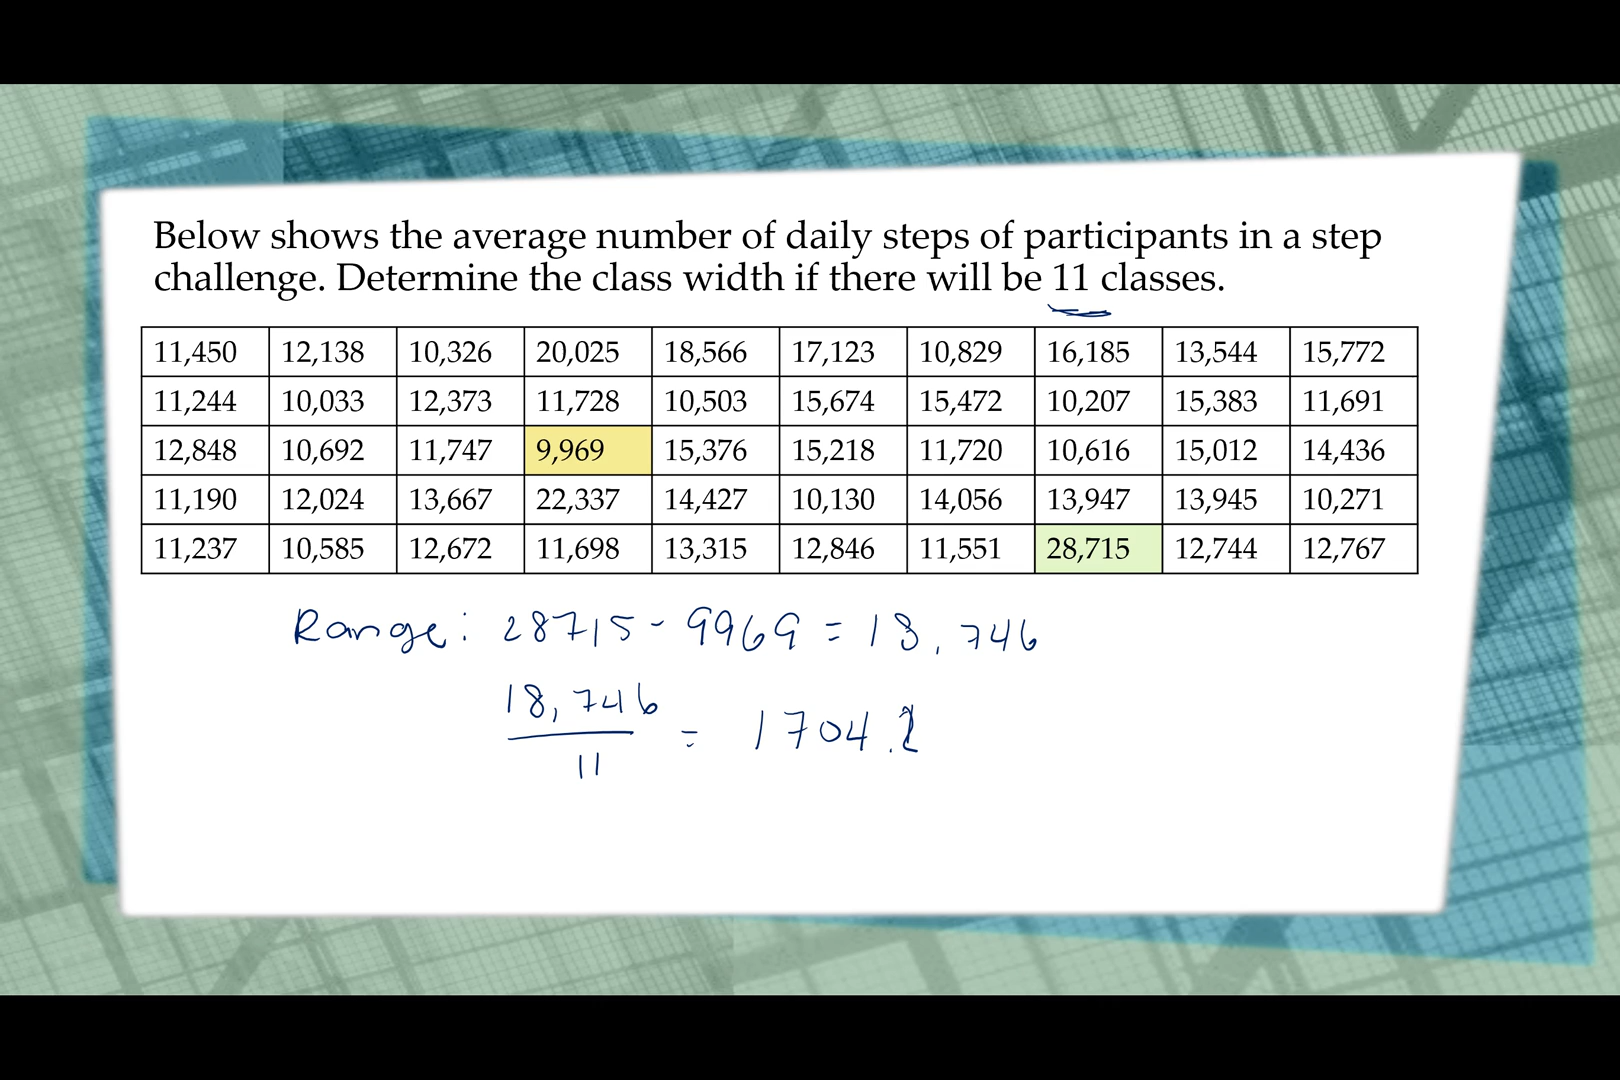 Below shows the average number of daily steps of participants in a step
challenge. Determine the class width if there will be 11 classes.
11,450 12,138 10,326 20,025 18,566 17,123 10,829 16,185 13,544 15,772
11,244 10,033 12,373 11,728 10,503 15,674 15,472 10,207 15,383 11,691
12,848 10,692 11,747 9,969 15,376 15,218 11,720 10,616 15,012 14,436
11,190 12,024 13,667 22,337 14,427 10,130 14,056 13,947 13,945 10,271
11,237 10,585 12,672 11,698 13,315 12,846 11,551 28,715 12,744 12,767
Range: 28715 - 9969 = 18,746
18,746
= 1704.2
11